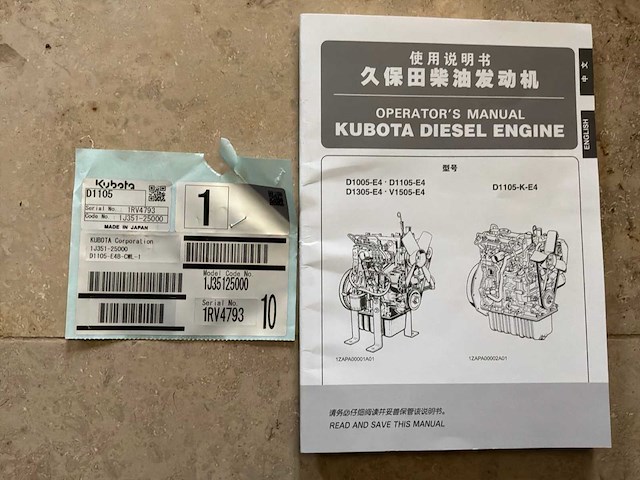 Kubota
D1105
Serial No. 1RV4793
Code No. 1J351-25000
MADE IN JAPAN
1
KUBOTA Corporation
1J351-25000
D1105-E4B-CWL-1
Model Code No.
1J35125000
Serial No.
1RV4793
10
使用说明书
久保田柴油发动机
OPERATOR'S MANUAL
KUBOTA DIESEL ENGINE
中文
ENGLISH
型号
D1005-E4 · D1105-E4
D1305-E4 · V1505-E4
D1105-K-E4
1ZAPA00001A01
1ZAPA00002A01
请务必仔细阅读并妥善保管该说明书。
READ AND SAVE THIS MANUAL